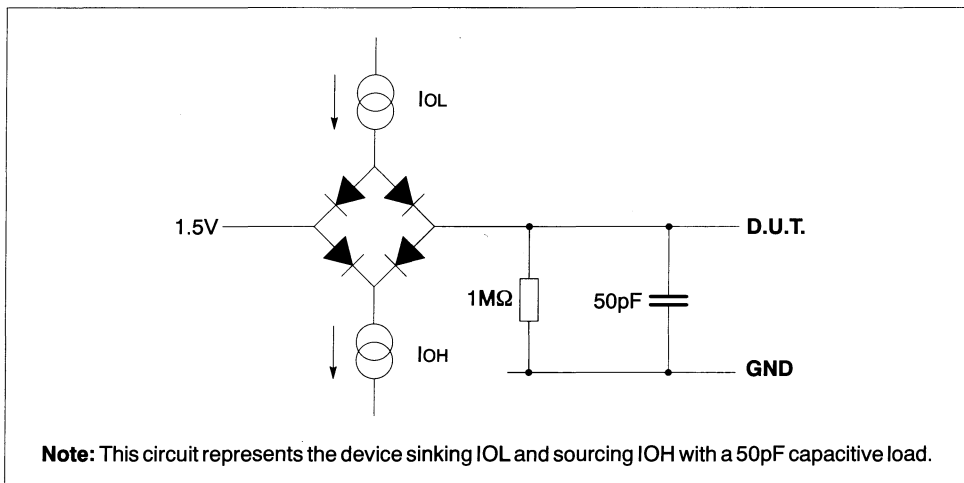 IOL
1.5V
D.U.T.
1MΩ
50pF
IOH
GND
Note: This circuit represents the device sinking IOL and sourcing IOH with a 50pF capacitive load.